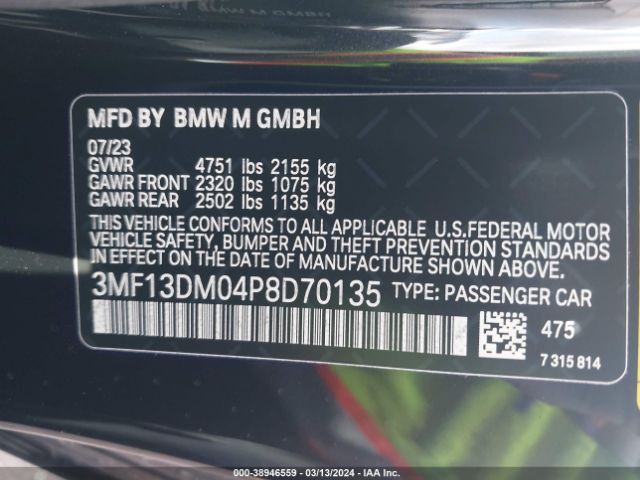 MFD BY BMW M GMBH
07/23
GVWR 4751 lbs 2155 kg
GAWR FRONT 2320 lbs 1075 kg
GAWR REAR 2502 lbs 1135 kg
THIS VEHICLE CONFORMS TO ALL APPLICABLE U.S.FEDERAL MOTOR
VEHICLE SAFETY, BUMPER AND THEFT PREVENTION STANDARDS
IN EFFECT ON THE DATE OF MANUFACTURE SHOWN ABOVE.
3MF13DM04P8D70135 TYPE: PASSENGER CAR
475
7 315 814
000-38946559 — 03/13/2024 — IAA Inc.